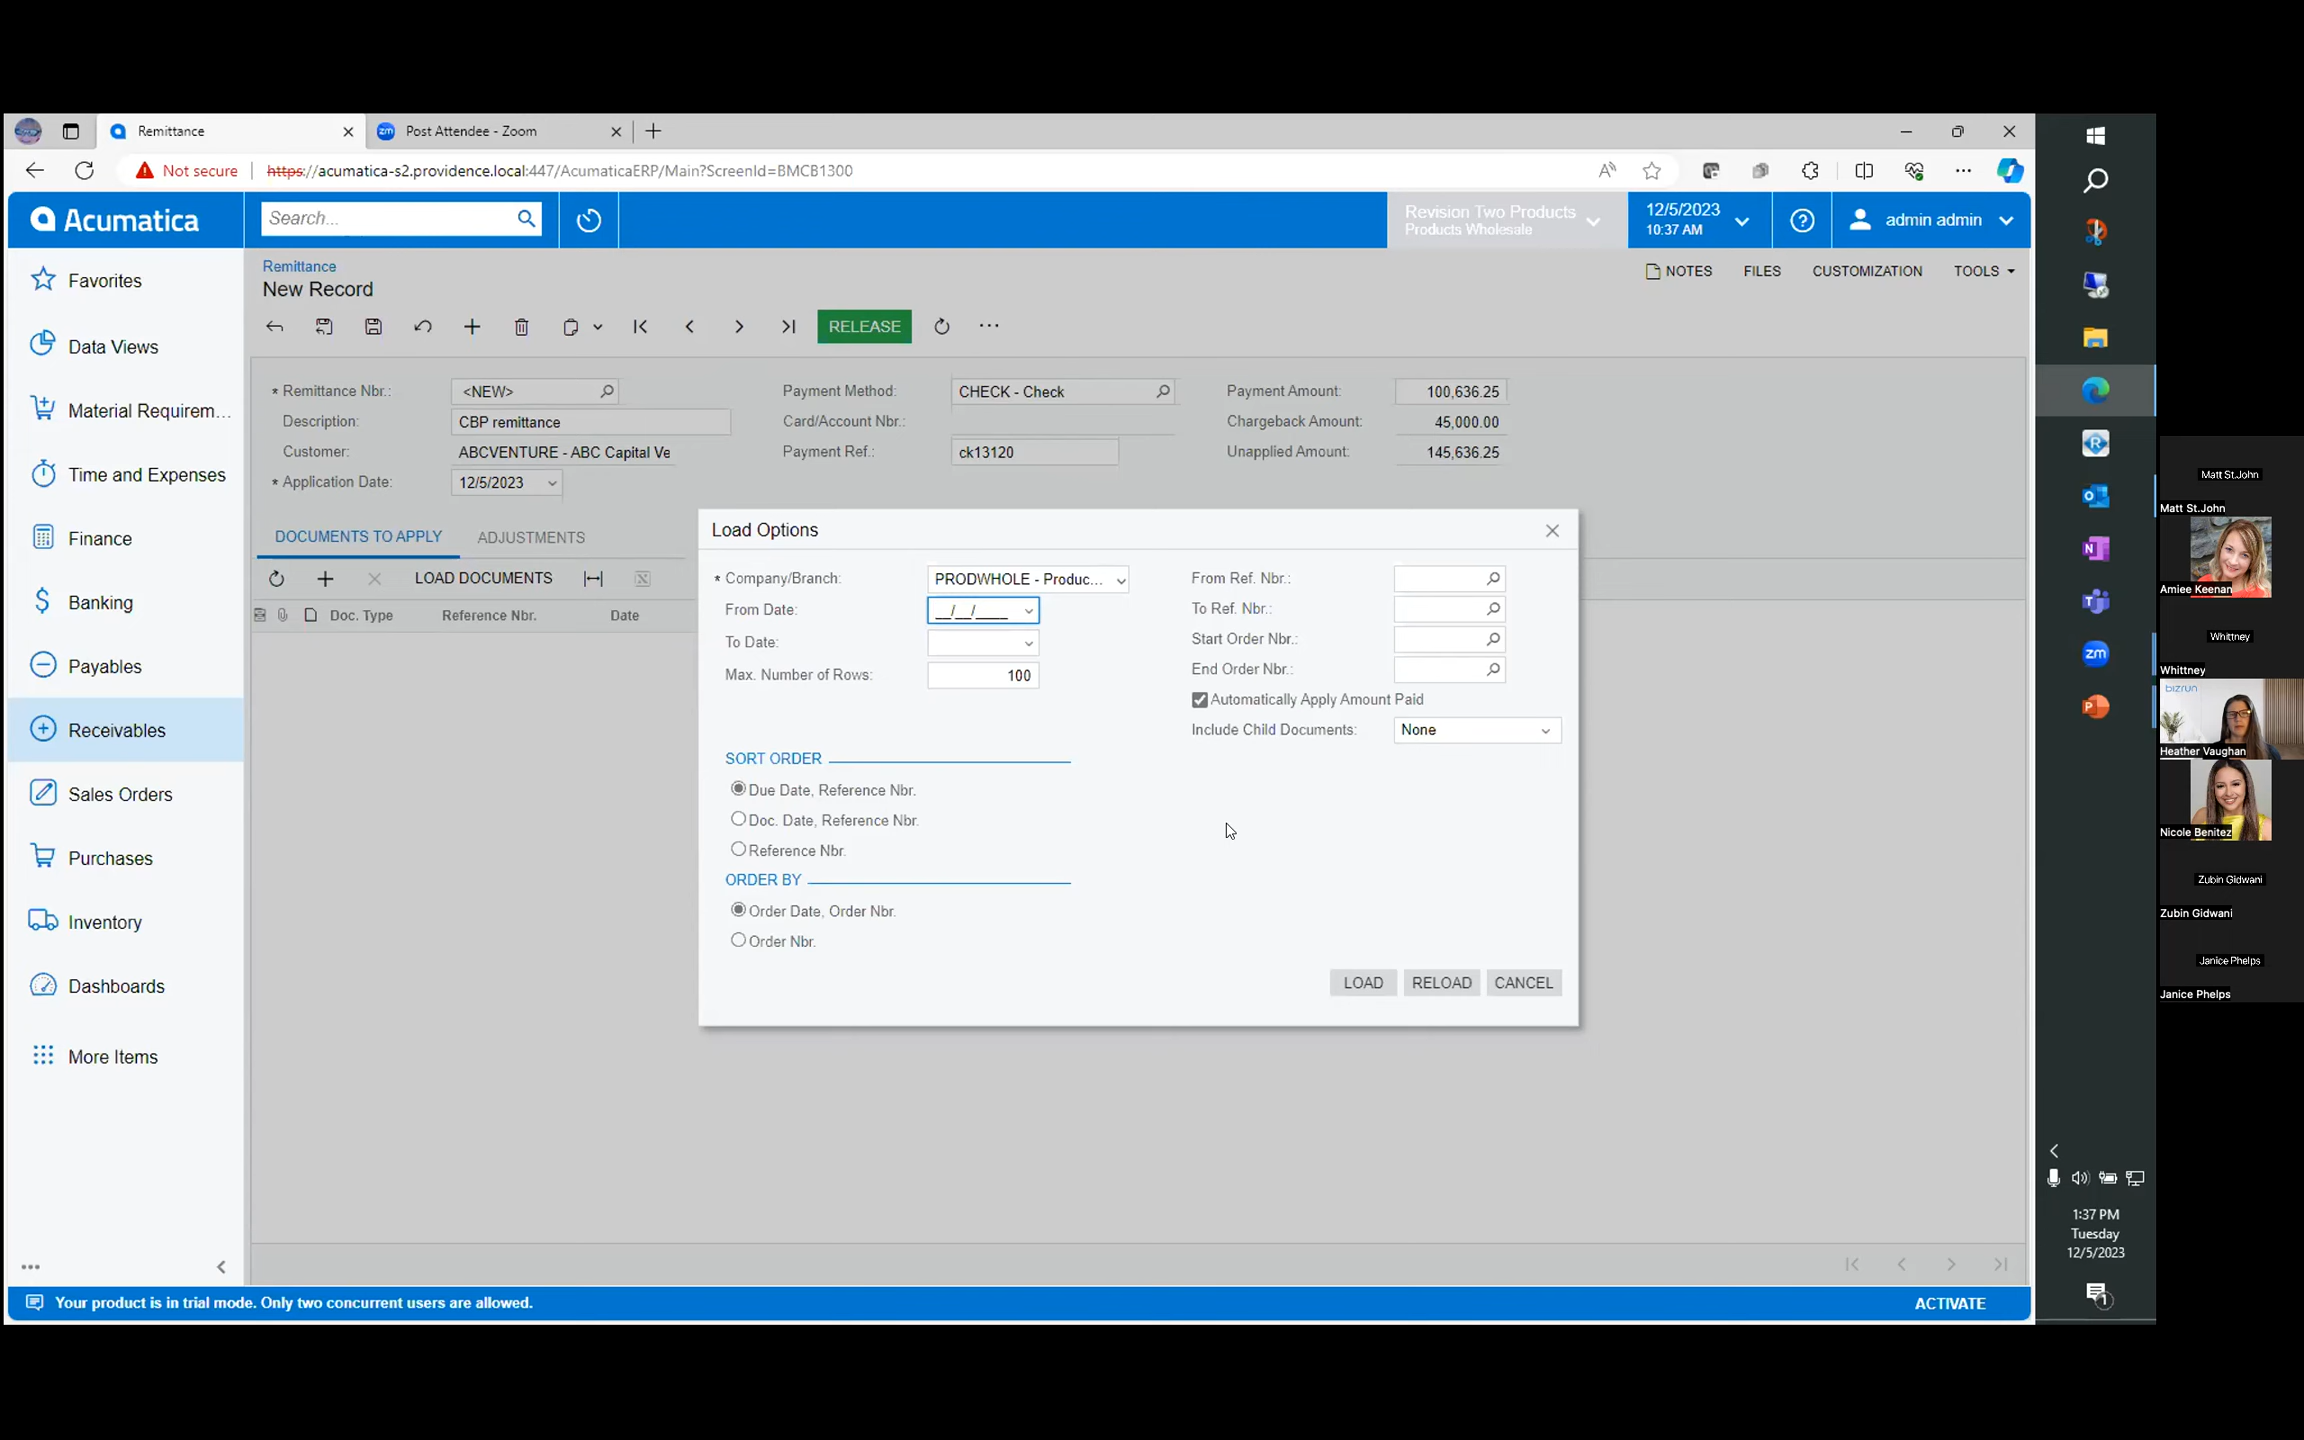 Remittance
Post Attendee - Zoom
Not secure
https://acumatica-s2.providence.local:447/AcumaticaERP/Main?ScreenId=BMCB1300
Acumatica
Search...
Revision Two Products
Products Wholesale
12/5/2023
10:37 AM
admin admin
Favorites
Data Views
Material Requirem...
Time and Expenses
Finance
Banking
Payables
Receivables
Sales Orders
Purchases
Inventory
Dashboards
More Items
Remittance
New Record
NOTES
FILES
CUSTOMIZATION
TOOLS
RELEASE
* Remittance Nbr.: <NEW>
Description: CBP remittance
Customer: ABCVENTURE - ABC Capital Ve
* Application Date: 12/5/2023
Payment Method: CHECK - Check
Card/Account Nbr.:
Payment Ref.: ck13120
Payment Amount: 100,636.25
Chargeback Amount: 45,000.00
Unapplied Amount: 145,636.25
DOCUMENTS TO APPLY
ADJUSTMENTS
LOAD DOCUMENTS
Doc. Type
Reference Nbr.
Date
Load Options
* Company/Branch: PRODWHOLE - Produc...
From Date: __/__/____
To Date:
Max. Number of Rows: 100
From Ref. Nbr.:
To Ref. Nbr.:
Start Order Nbr.:
End Order Nbr.:
Automatically Apply Amount Paid
Include Child Documents: None
SORT ORDER
Due Date, Reference Nbr.
Doc. Date, Reference Nbr.
Reference Nbr.
ORDER BY
Order Date, Order Nbr.
Order Nbr.
LOAD
RELOAD
CANCEL
Your product is in trial mode. Only two concurrent users are allowed.
ACTIVATE
zm
1:37 PM
Tuesday
12/5/2023
1
Matt St.John
Matt St.John
Amiee Keenan
Whittney
Whittney
bizrun
Heather Vaughan
Nicole Benitez
Zubin Gidwani
Zubin Gidwani
Janice Phelps
Janice Phelps